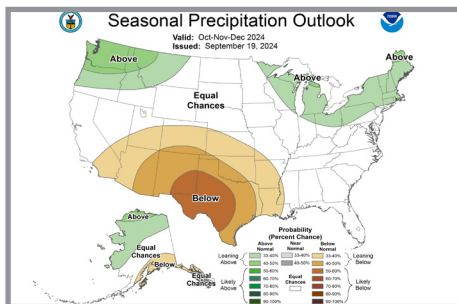 Seasonal Precipitation Outlook
Valid: Oct-Nov-Dec 2024
Issued: September 19, 2024
Above
Above
Above
Equal
Chances
Below
Above
Equal
Chances
Below
Equal
Chances
Probability
(Percent Chance)
Above
Normal
Near
Normal
Below
Normal
Leaning
Above
33-40%
40-50%
33-40%
40-50%
33-40%
40-50%
Leaning
Below
Likely
Above
50-60%
60-70%
70-80%
80-90%
90-100%
Equal
Chances
50-60%
60-70%
70-80%
80-90%
90-100%
Likely
Below